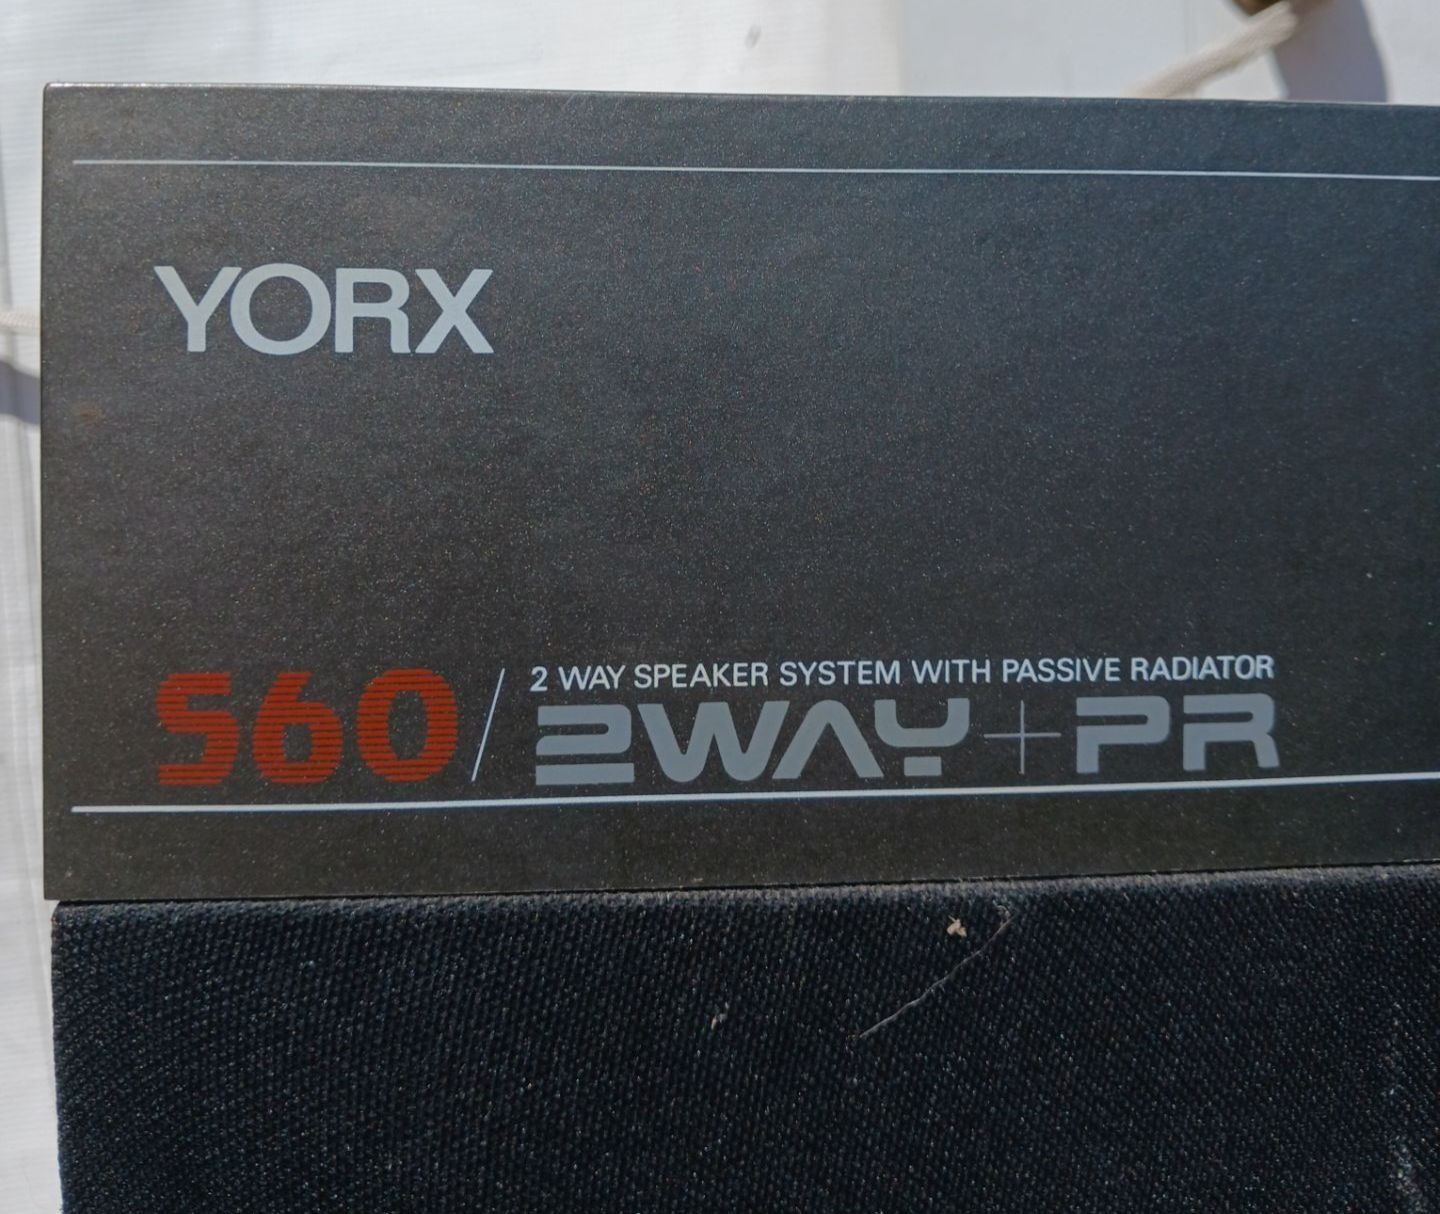 YORX
S60 / 2 WAY SPEAKER SYSTEM WITH PASSIVE RADIATOR
2WAY+PR